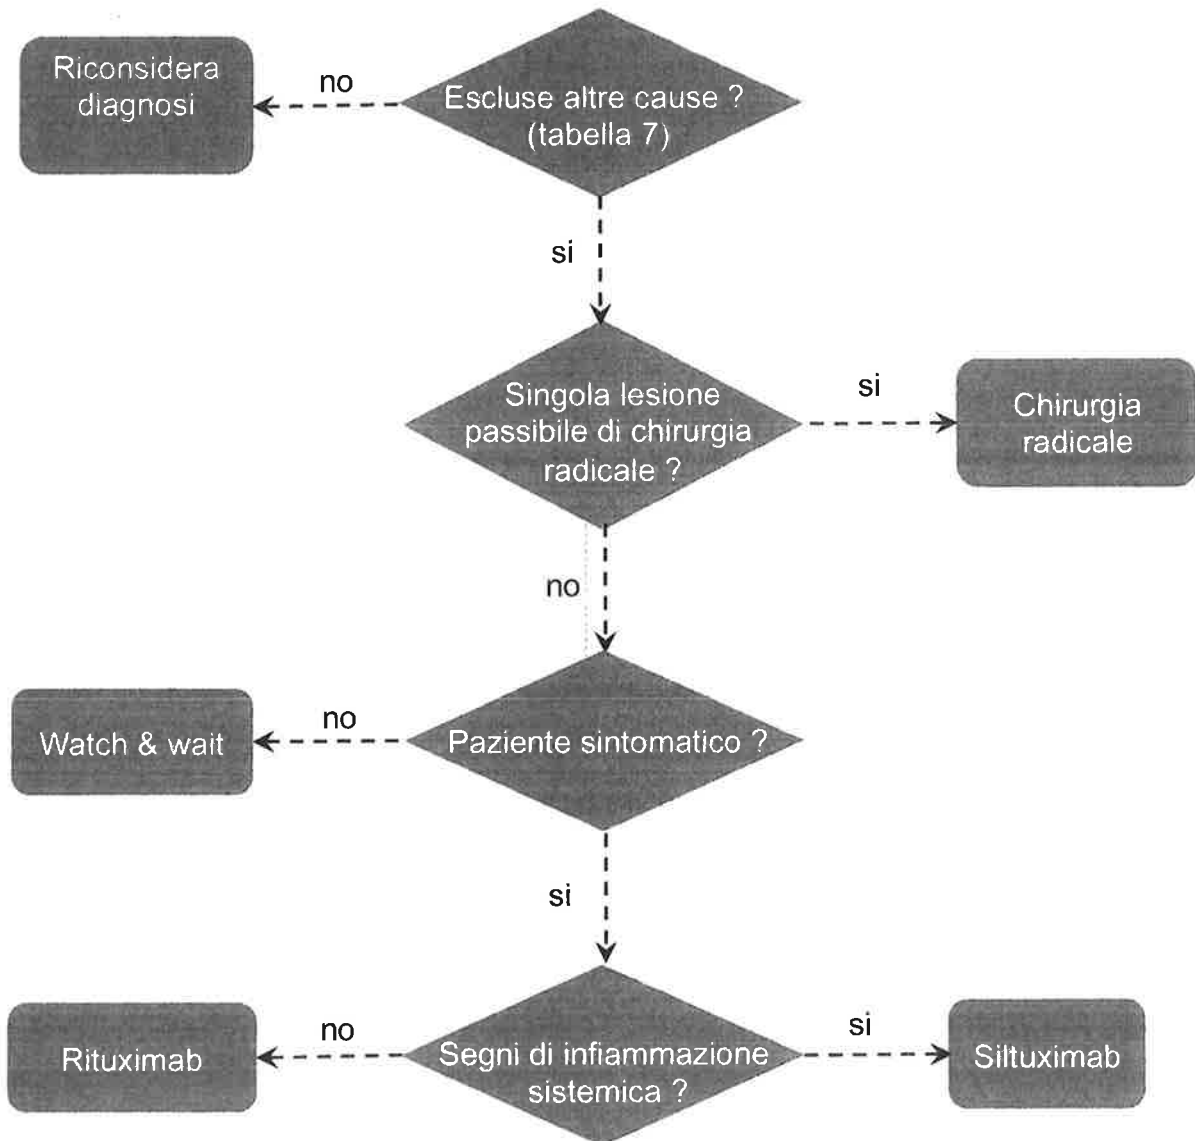 Riconsidera
diagnosi
no
Escluse altre cause ?
(tabella 7)
si
Singola lesione
passibile di chirurgia
radicale ?
si
Chirurgia
radicale
no
Watch & wait
no
Paziente sintomatico ?
si
Rituximab
no
Segni di infiammazione
sistemica ?
si
Siltuximab